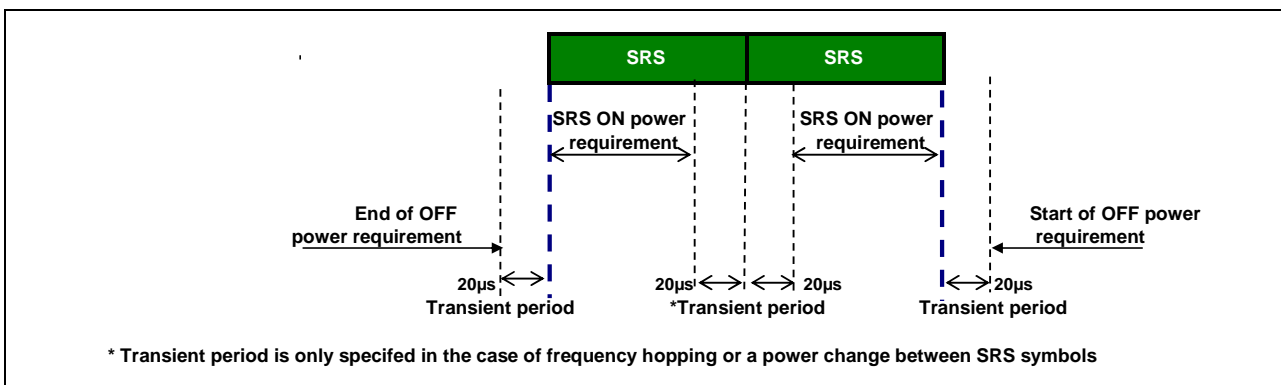 SRS SRS
SRS ON power requirement
SRS ON power requirement
End of OFF power requirement
Start of OFF power requirement
20µs 20µs 20µs 20µs
Transient period *Transient period Transient period
* Transient period is only specifed in the case of frequency hopping or a power change between SRS symbols